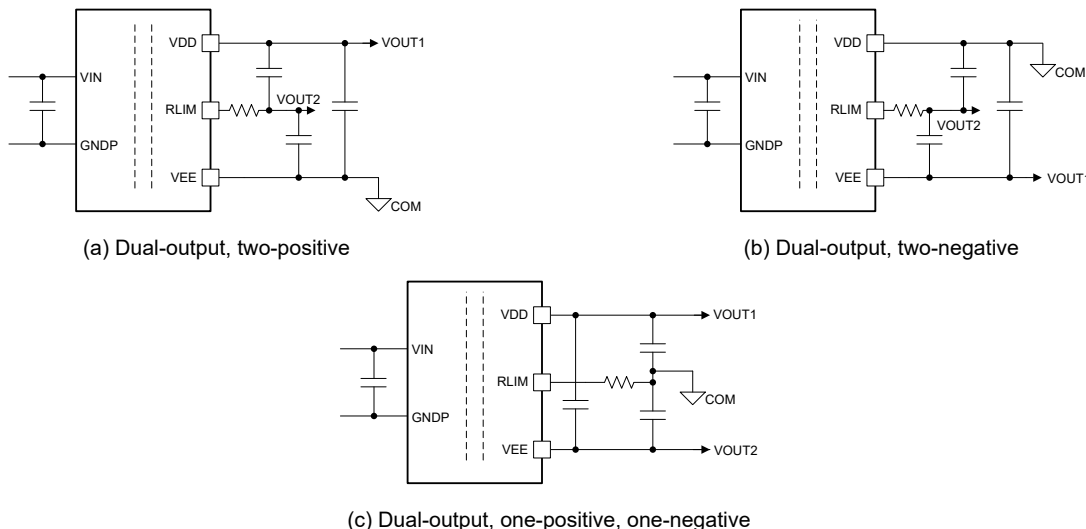 VDD
VOUT1
VIN
RLIM
VOUT2
GNDP
VEE
COM
(a) Dual-output, two-positive
VDD
COM
VIN
RLIM
VOUT2
GNDP
VEE
VOUT1
(b) Dual-output, two-negative
VDD
VOUT1
VIN
RLIM
COM
GNDP
VEE
VOUT2
(c) Dual-output, one-positive, one-negative